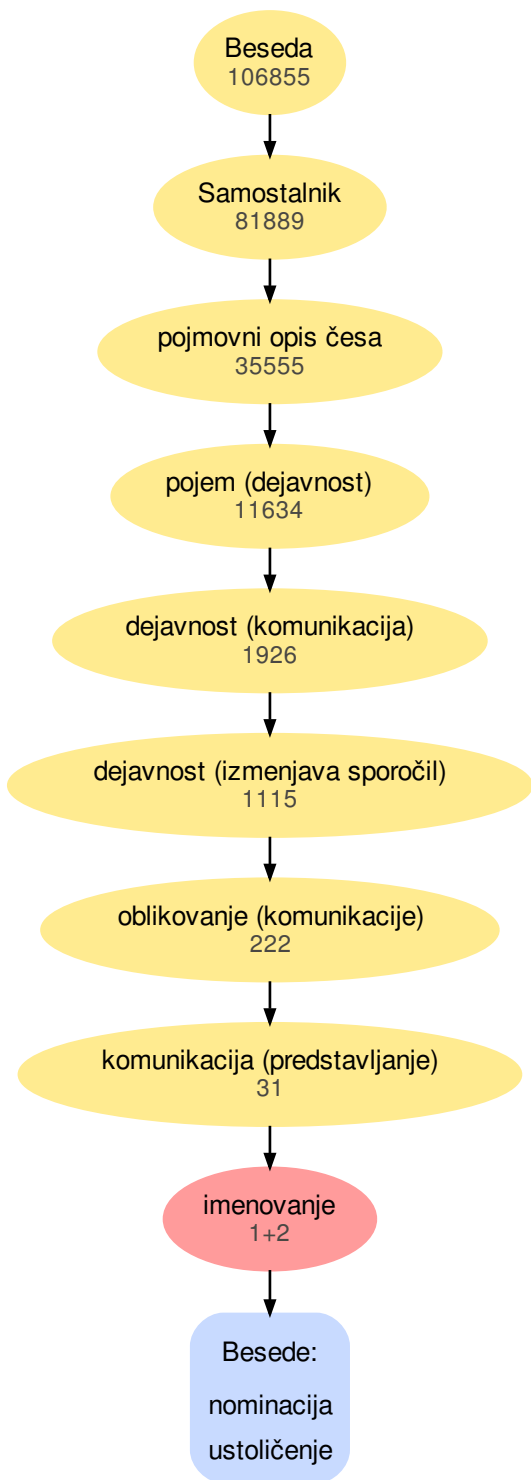 Beseda
106855
Samostalnik
81889
pojmovni opis česa
35555
pojem (dejavnost)
11634
dejavnost (komunikacija)
1926
dejavnost (izmenjava sporočil)
1115
oblikovanje (komunikacije)
222
komunikacija (predstavljanje)
31
imenovanje
1+2
Besede:
nominacija
ustoličenje